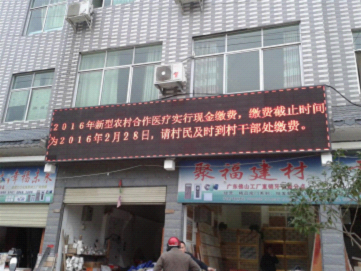 2016年新型农村合作医疗实行现金缴费，缴费截止时间
为2016年2月28日，请村民及时到村干部处缴费。
聚福建材